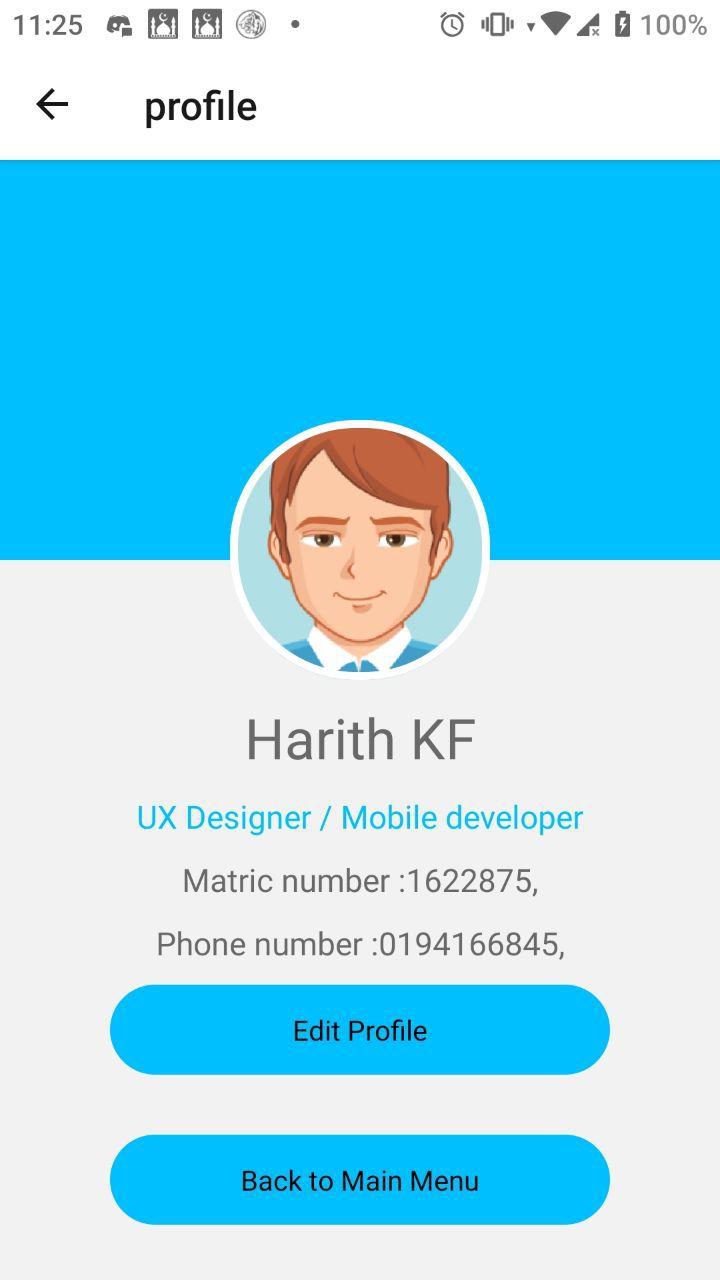 11:25 100%
profile
Harith KF
UX Designer / Mobile developer
Matric number :1622875,
Phone number :0194166845,
Edit Profile
Back to Main Menu